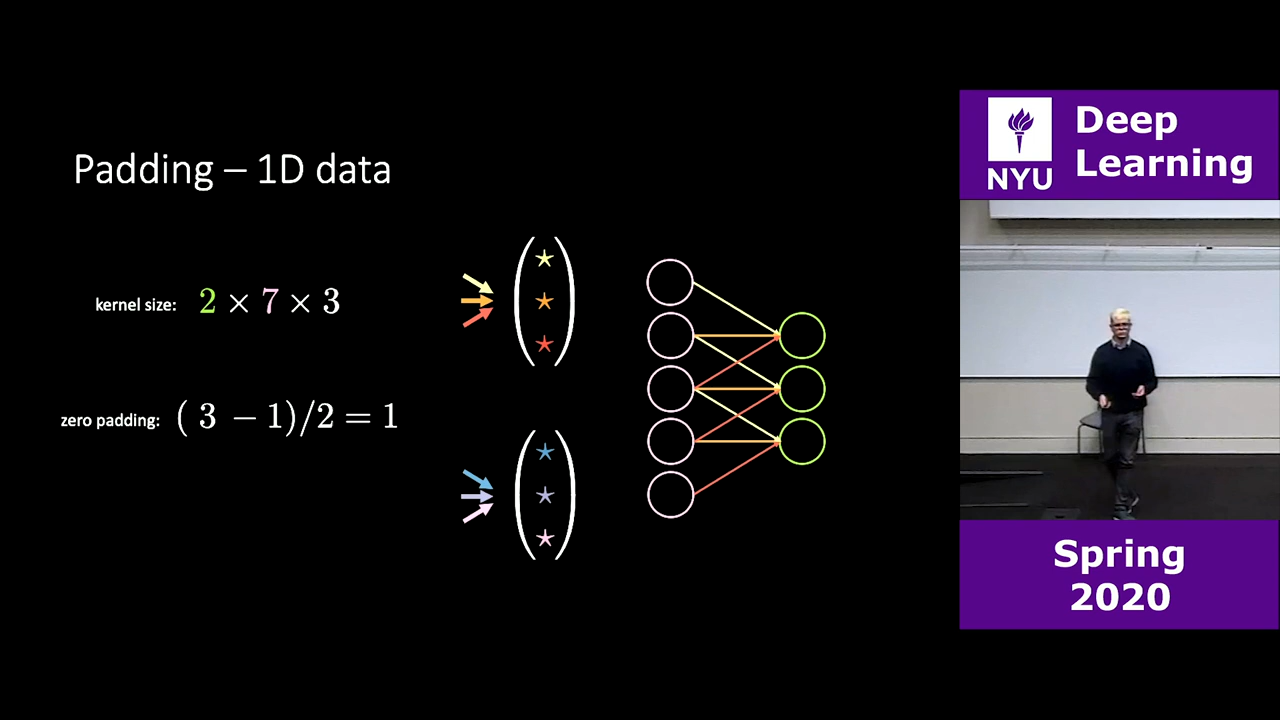 Padding – 1D data
kernel size: 2 × 7 × 3
zero padding: ( 3 − 1)/2 = 1
NYU
Deep
Learning
Spring
2020